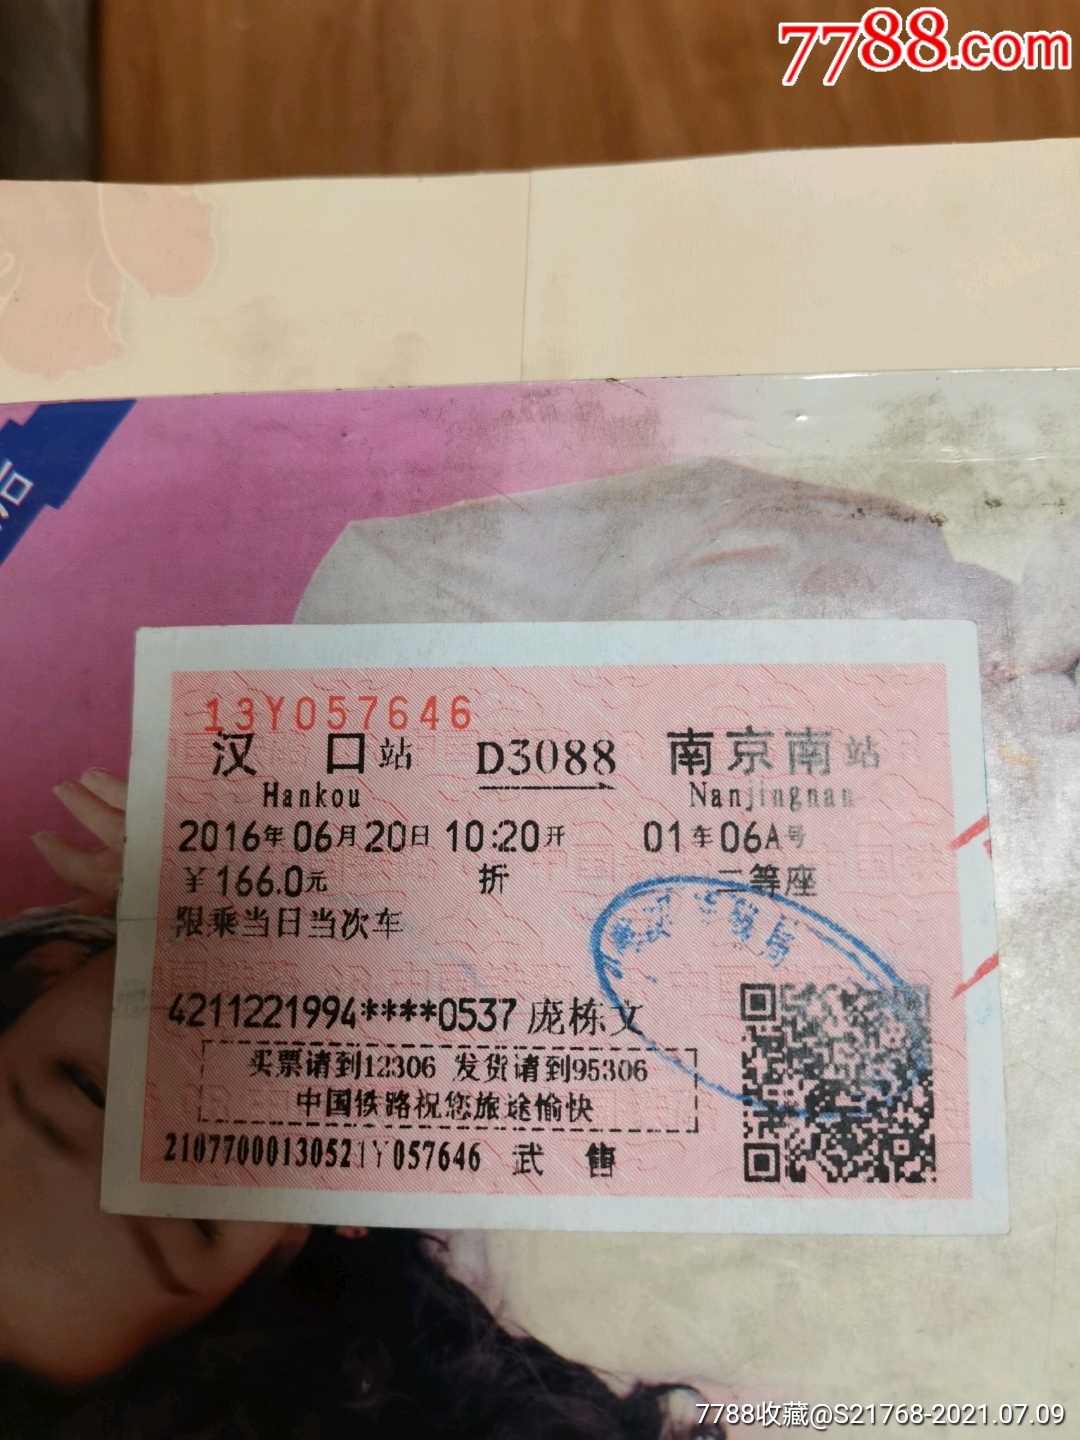 7788.com
后
13Y057646
汉 口站 D3088 南京南站
Hankou Nanjingnan
2016年06月20日 10:20开 01车06A号
¥166.0元 折 二等座
限乘当日当次车
4211221994****0537 庞栋文
买票请到12306 发货请到95306
中国铁路祝您旅途愉快
21077000130521Y057646 武 售
7788收藏@S21768-2021.07.09